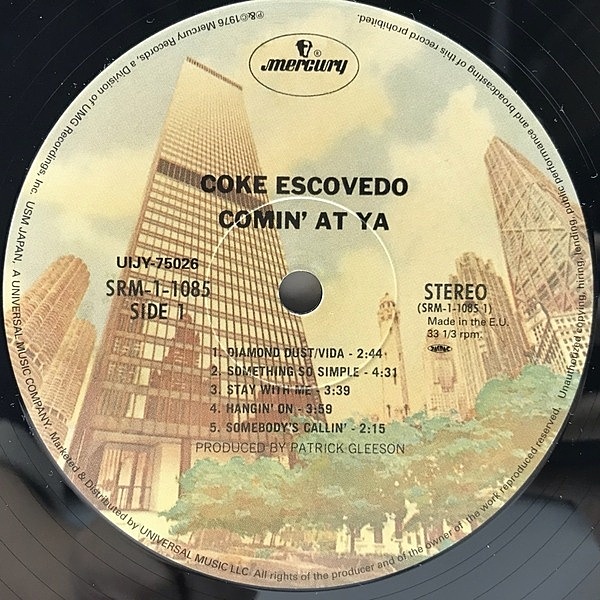 mercury
®
COKE ESCOVEDO
COMIN' AT YA
UIJY-75026
SRM-1-1085
SIDE 1
STEREO
(SRM-1-1085 1)
Made in the E.U.
33 1/3 rpm.
1. DIAMOND DUST/VIDA - 2:44
2. SOMETHING SO SIMPLE - 4:31
3. STAY WITH ME - 3:39
4. HANGIN' ON - 3:59
5. SOMEBODY'S CALLIN' - 2:15
PRODUCED BY PATRICK GLEESON
℗&©1976 Mercury Records, a Division of UMG Recordings, Inc. USM JAPAN, A UNIVERSAL MUSIC COMPANY. Marketed & Distributed by UNIVERSAL MUSIC LLC. All rights of the producer and of the owner of the work reproduced reserved. Unauthorized copying, hiring, lending, public performance and broadcasting of this record prohibited.